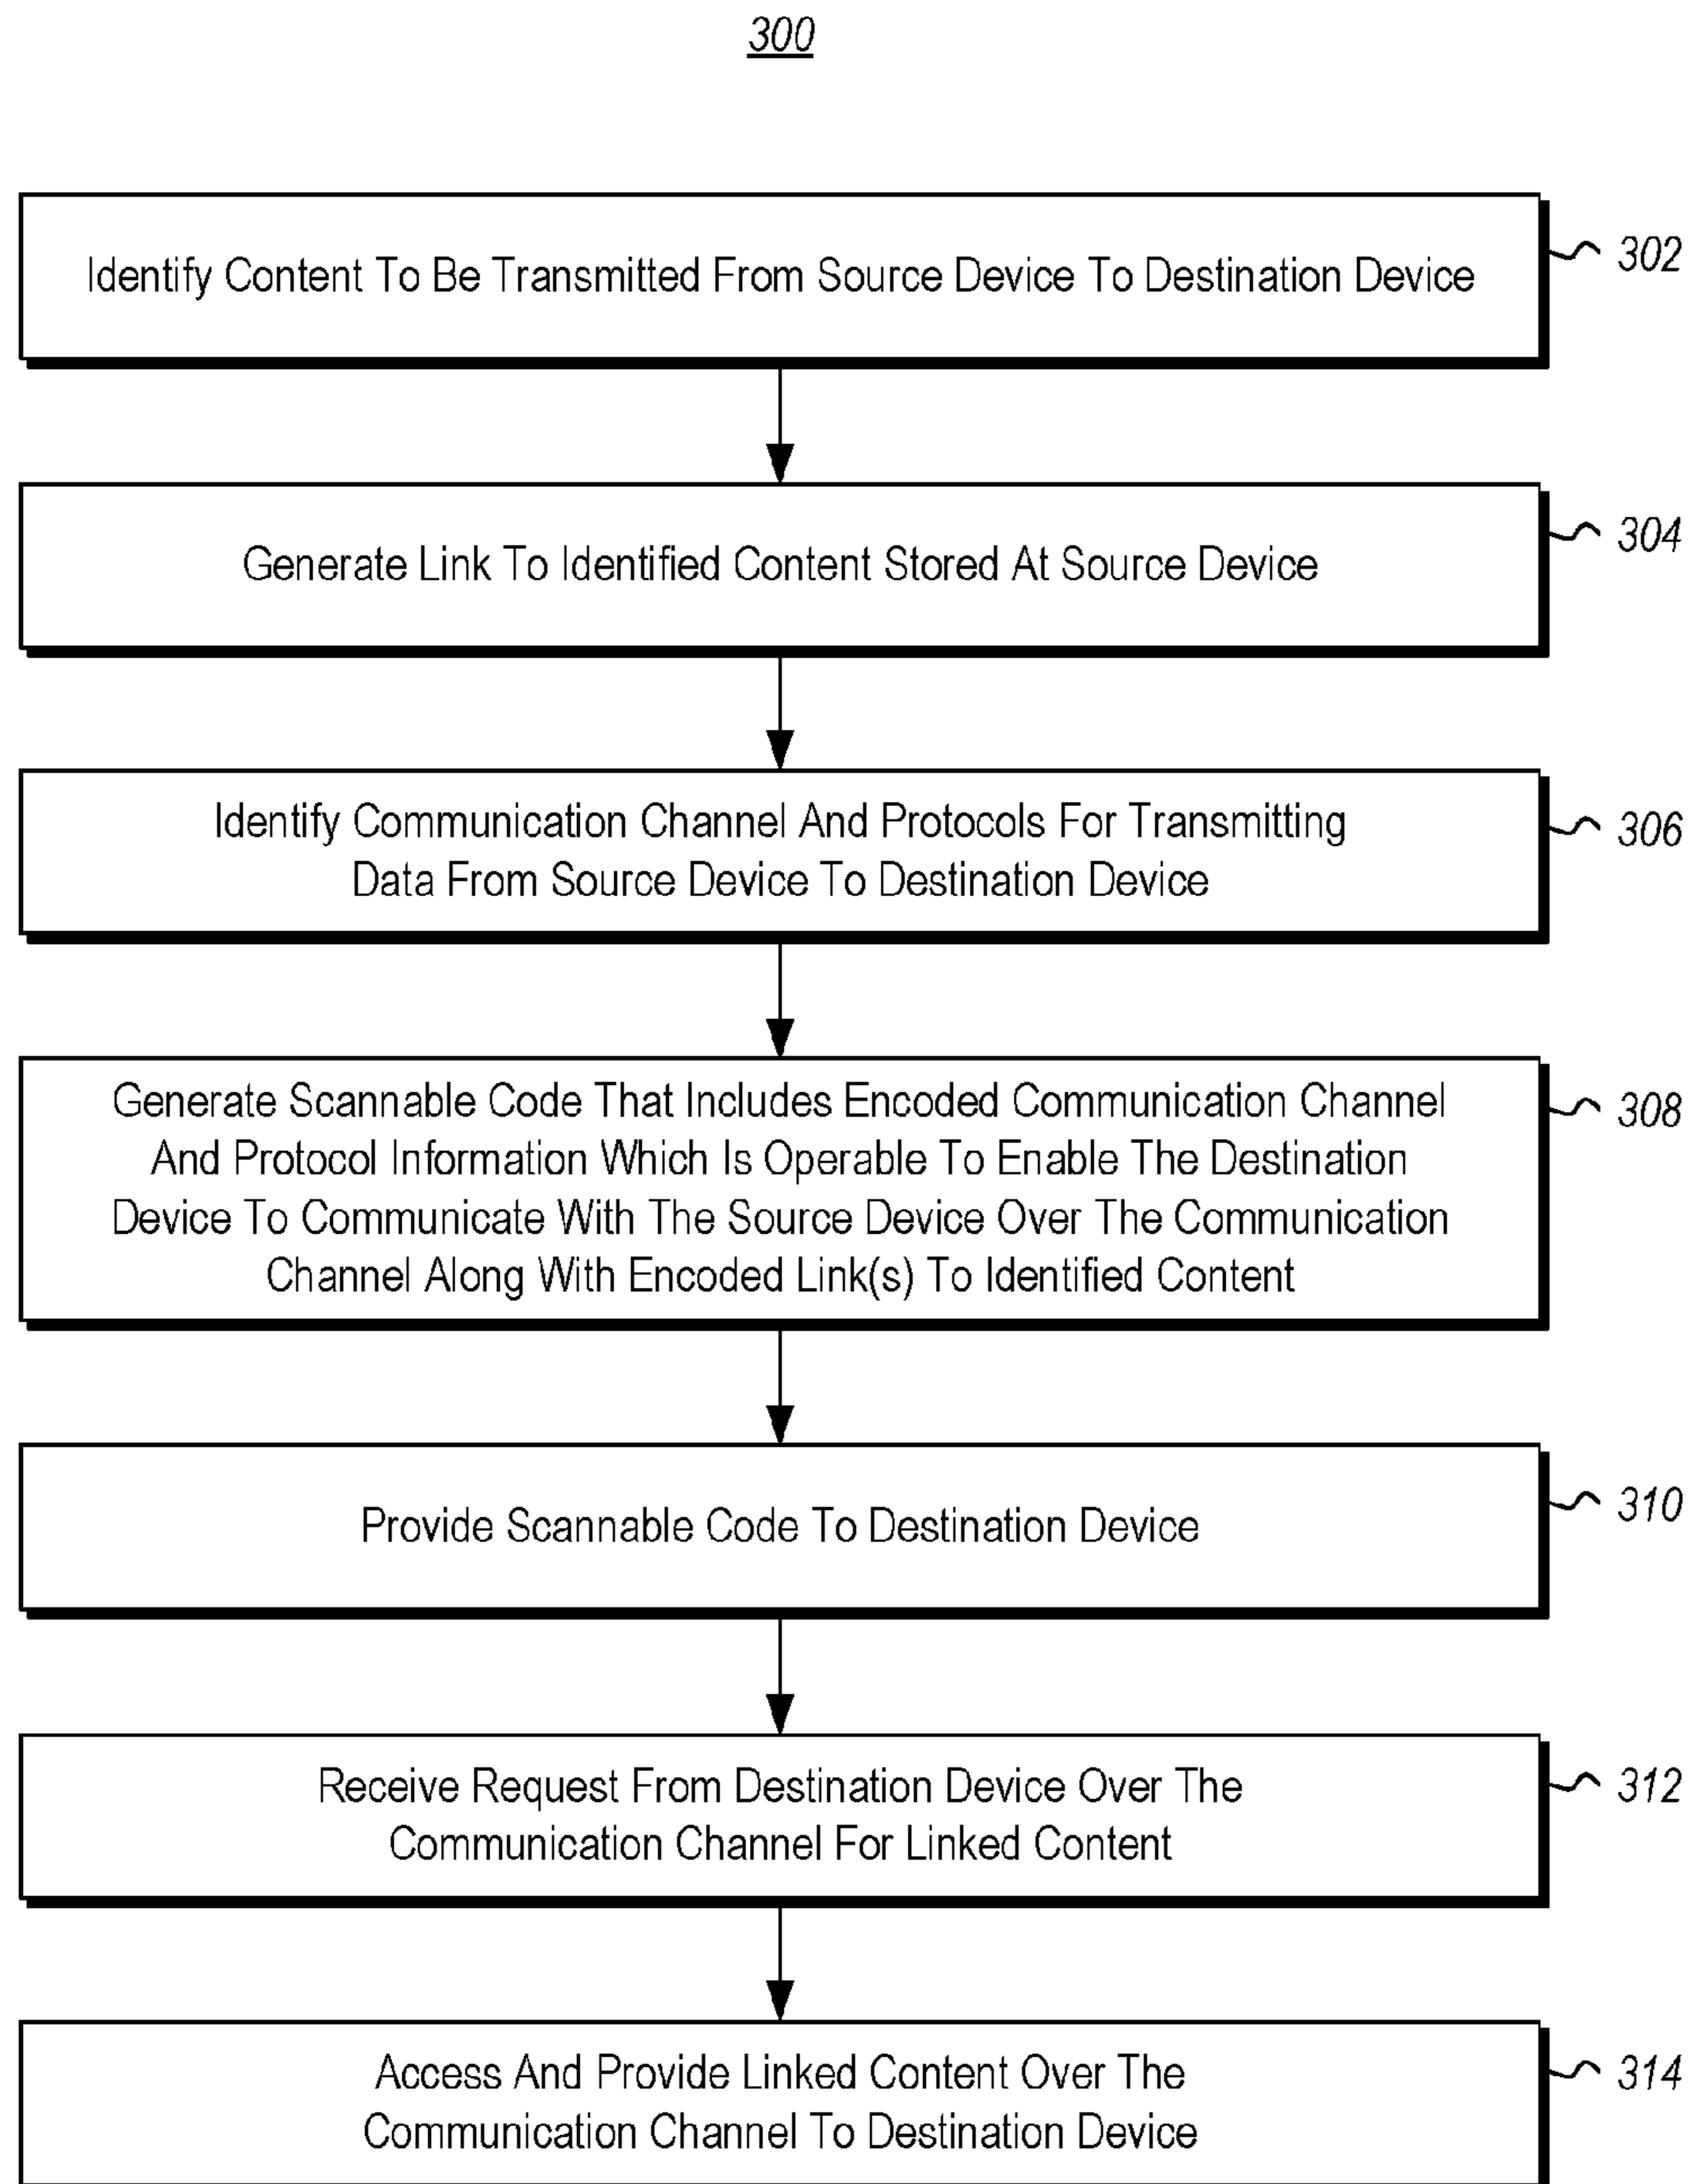 300
Identify Content To Be Transmitted From Source Device To Destination Device
302
Generate Link To Identified Content Stored At Source Device
304
Identify Communication Channel And Protocols For Transmitting
Data From Source Device To Destination Device
306
Generate Scannable Code That Includes Encoded Communication Channel
And Protocol Information Which Is Operable To Enable The Destination
Device To Communicate With The Source Device Over The Communication
Channel Along With Encoded Link(s) To Identified Content
308
Provide Scannable Code To Destination Device
310
Receive Request From Destination Device Over The
Communication Channel For Linked Content
312
Access And Provide Linked Content Over The
Communication Channel To Destination Device
314